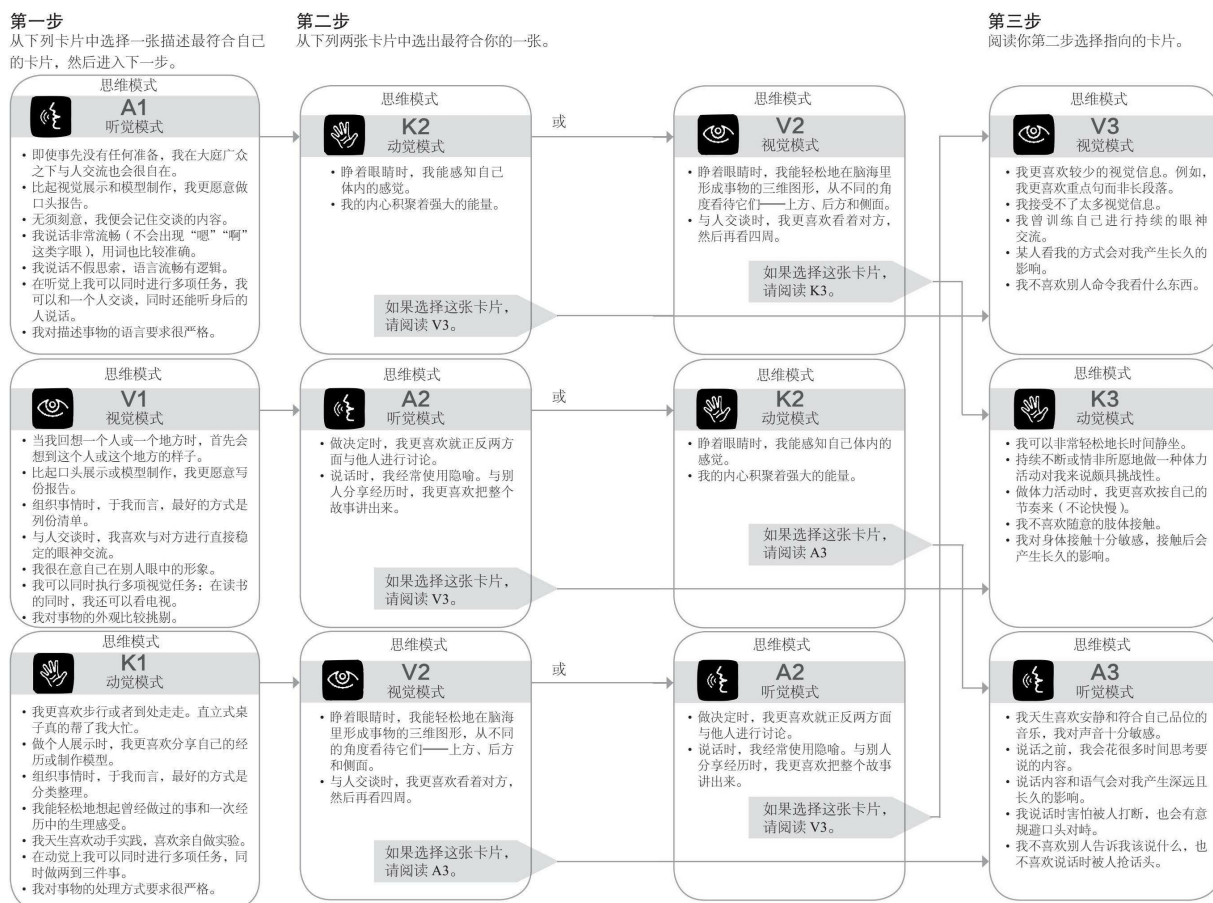 第一步
从下列卡片中选择一张描述最符合自己
的卡片，然后进入下一步。
第二步
从下列两张卡片中选出最符合你的一张。
第三步
阅读你第二步选择指向的卡片。
思维模式
A1
听觉模式
• 即使事先没有任何准备，我在大庭广众
之下与人交流也会很自在。
• 比起视觉展示和模型制作，我更愿意做
口头报告。
• 无须刻意，我便会记住交谈的内容。
• 我说话非常流畅（不会出现“嗯”“啊”
这类字眼），用词也比较准确。
• 我说话不假思索，语言流畅有逻辑。
• 在听觉上我可以同时进行多项任务，我
可以和一个人交谈，同时还能听身后的
人说话。
• 我对描述事物的语言要求很严格。
思维模式
K2
动觉模式
• 睁着眼睛时，我能感知自己
体内的感觉。
• 我的内心积聚着强大的能量。
如果选择这张卡片，
请阅读 V3。
或
思维模式
V2
视觉模式
• 睁着眼睛时，我能轻松地在脑海里
形成事物的三维图形，从不同的角
度看待它们——上方、后方和侧面。
• 与人交谈时，我更喜欢看着对方，
然后再看四周。
如果选择这张卡片，
请阅读 K3。
思维模式
V3
视觉模式
• 我更喜欢较少的视觉信息。例如，
我更喜欢重点句而非长段落。
• 我接受不了太多视觉信息。
• 我曾训练自己进行持续的眼神
交流。
• 某人看我的方式会对我产生长久的
影响。
• 我不喜欢别人命令我看什么东西。
思维模式
V1
视觉模式
• 当我回想一个人或一个地方时，首先会
想到这个人或这个地方的样子。
• 比起口头展示或模型制作，我更愿意写
份报告。
• 组织事情时，于我而言，最好的方式是
列份清单。
• 与人交谈时，我喜欢与对方进行直接稳
定的眼神交流。
• 我很在意自己在别人眼中的形象。
• 我可以同时执行多项视觉任务：在读书
的同时，我还可以看电视。
• 我对事物的外观比较挑剔。
思维模式
A2
听觉模式
• 做决定时，我更喜欢就正反两方
面与他人进行讨论。
• 说话时，我经常使用隐喻。与别
人分享经历时，我更喜欢把整个
故事讲出来。
如果选择这张卡片，
请阅读 V3。
或
思维模式
K2
动觉模式
• 睁着眼睛时，我能感知自己体内的
感觉。
• 我的内心积聚着强大的能量。
如果选择这张卡片，
请阅读 A3
思维模式
K3
动觉模式
• 我可以非常轻松地长时间静坐。
• 持续不断或情非所愿地做一种体力
活动对我来说颇具挑战性。
• 做体力活动时，我更喜欢按自己的
节奏来（不论快慢）。
• 我不喜欢随意的肢体接触。
• 我对身体接触十分敏感，接触后会
产生长久的影响。
思维模式
K1
动觉模式
• 我更喜欢步行或者到处走走。直立式桌
子真的帮了我大忙。
• 做个人展示时，我更喜欢分享自己的经
历或制作模型。
• 组织事情时，于我而言，最好的方式是
分类整理。
• 我能轻松地想起曾经做过的事和一次经
历中的生理感受。
• 我天生喜欢动手实践，喜欢亲自做实验。
• 在动觉上我可以同时进行多项任务，同
时做两到三件事。
• 我对事物的处理方式要求很严格。
思维模式
V2
视觉模式
• 睁着眼睛时，我能轻松地在脑海
里形成事物的三维图形，从不同
的角度看待它们——上方、后方
和侧面。
• 与人交谈时，我更喜欢看着对方，
然后再看四周。
如果选择这张卡片，
请阅读 A3。
或
思维模式
A2
听觉模式
• 做决定时，我更喜欢就正反两方面
与他人进行讨论。
• 说话时，我经常使用隐喻。与别人
分享经历时，我更喜欢把整个故事
讲出来。
如果选择这张卡片，
请阅读 V3。
思维模式
A3
听觉模式
• 我天生喜欢安静和符合自己品位的
音乐，我对声音十分敏感。
• 说话之前，我会花很多时间思考要
说的内容。
• 说话内容和语气会对我产生深远且
长久的影响。
• 我说话时害怕被人打断，也会有意
规避口头对峙。
• 我不喜欢别人告诉我该说什么，也
不喜欢说话时被人抢话头。